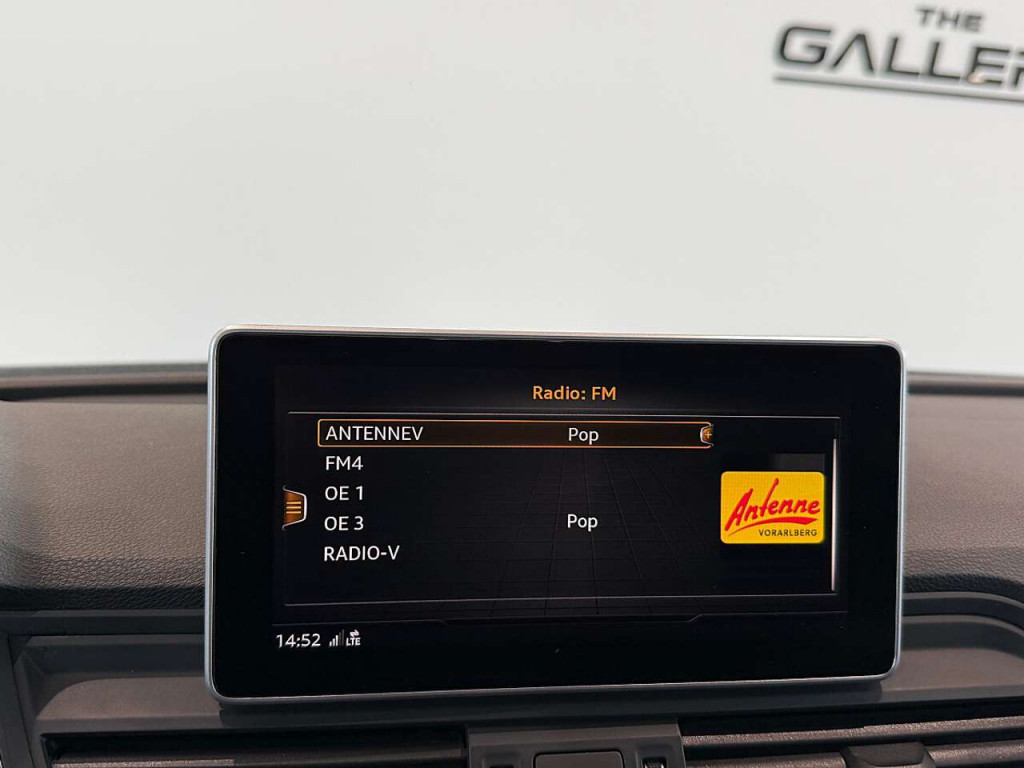 THE
GALLER
Radio: FM
ANTENNEV Pop
FM4
OE 1
OE 3 Pop
RADIO-V
Antenne
VORARLBERG
14:52 LTE